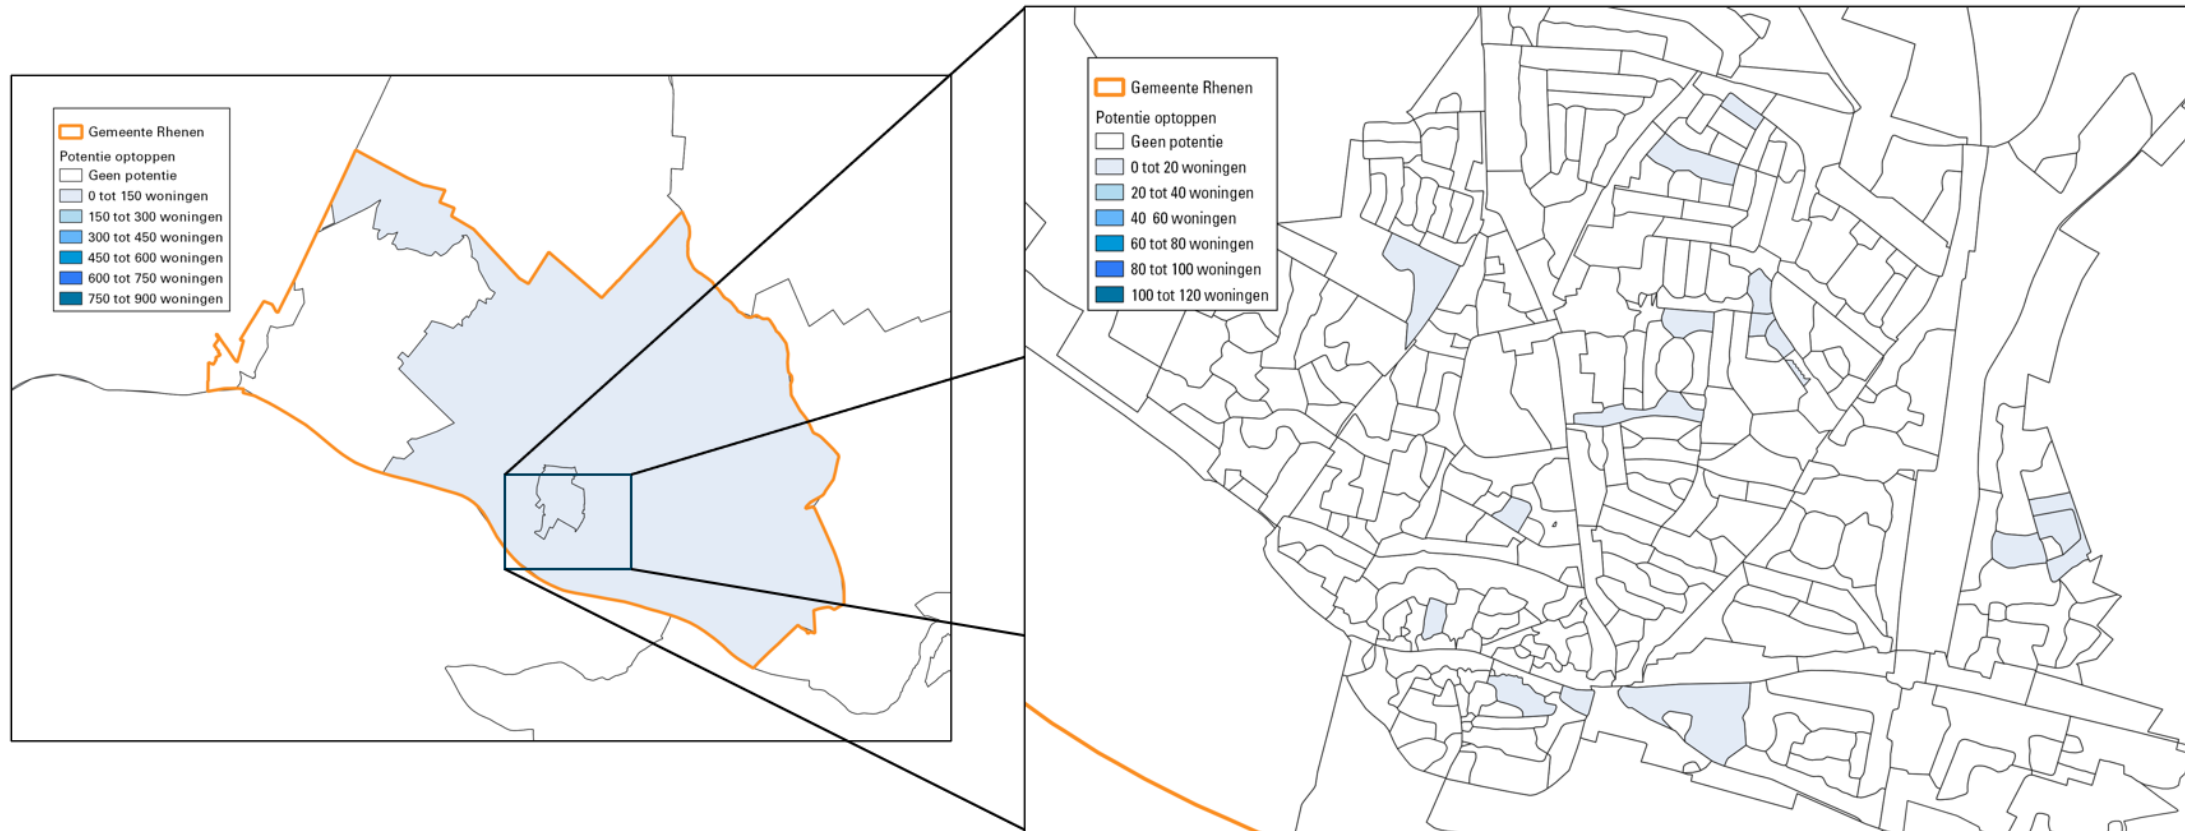 Gemeente Rhenen
Potentie optoppen
Geen potentie
0 tot 150 woningen
150 tot 300 woningen
300 tot 450 woningen
450 tot 600 woningen
600 tot 750 woningen
750 tot 900 woningen
Gemeente Rhenen
Potentie optoppen
Geen potentie
0 tot 20 woningen
20 tot 40 woningen
40 60 woningen
60 tot 80 woningen
80 tot 100 woningen
100 tot 120 woningen